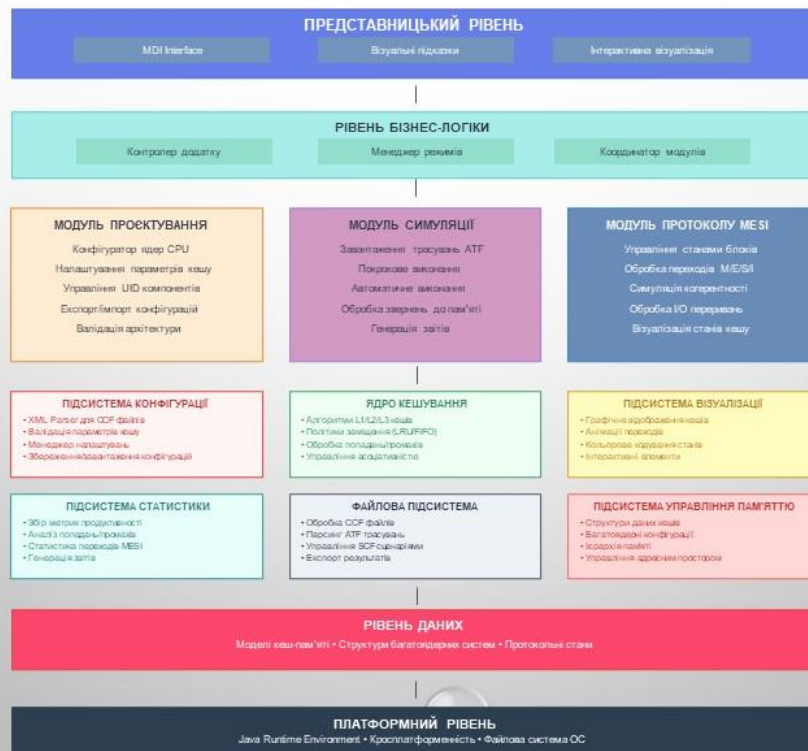 ПРЕДСТАВНИЦЬКИЙ РІВЕНЬ
MDI Interface
Візуальні підказки
Інтерактивна візуалізація
РІВЕНЬ БІЗНЕС-ЛОГІКИ
Контролер додатку
Менеджер режимів
Координатор модулів
МОДУЛЬ ПРОЄКТУВАННЯ
Конфігуратор ядер CPU
Налаштування параметрів кешу
Управління UID компонентів
Експорт/імпорт конфігурацій
Валідація архітектури
МОДУЛЬ СИМУЛЯЦІЇ
Завантаження трасувань ATF
Покрокове виконання
Автоматичне виконання
Обробка звернень до пам'яті
Генерація звітів
МОДУЛЬ ПРОТОКОЛУ MESI
Управління станами блоків
Обробка переходів M/E/S/I
Симуляція когерентності
Обробка I/O переривань
Візуалізація станів кешу
ПІДСИСТЕМА КОНФІГУРАЦІЇ
• XML Parser для CCF файлів
• Валідація параметрів кешу
• Менеджер налаштувань
• Збереження/завантаження конфігурацій
ЯДРО КЕШУВАННЯ
• Алгоритми L1/L2/L3 кешів
• Політики заміщення (LRU/FIFO)
• Обробка попадань/промахів
• Управління асоціативністю
ПІДСИСТЕМА ВІЗУАЛІЗАЦІЇ
• Графічне відображення кешів
• Анімації переходів
• Кольорове кодування станів
• Інтерактивні елементи
ПІДСИСТЕМА СТАТИСТИКИ
• Збір метрик продуктивності
• Аналіз попадань/промахів
• Статистика переходів MESI
• Генерація звітів
ФАЙЛОВА ПІДСИСТЕМА
• Обробка CCF файлів
• Парсинг ATF трасувань
• Управління SCF сценаріями
• Експорт результатів
ПІДСИСТЕМА УПРАВЛІННЯ ПАМ'ЯТТЮ
• Структури даних кешів
• Багатоядерні конфігурації
• Ієрархія пам'яті
• Управління адресним простором
РІВЕНЬ ДАНИХ
Моделі кеш-пам'яті • Структури багатоядерних систем • Протокольні стани
ПЛАТФОРМНИЙ РІВЕНЬ
Java Runtime Environment • Кросплатформенність • Файлова система ОС